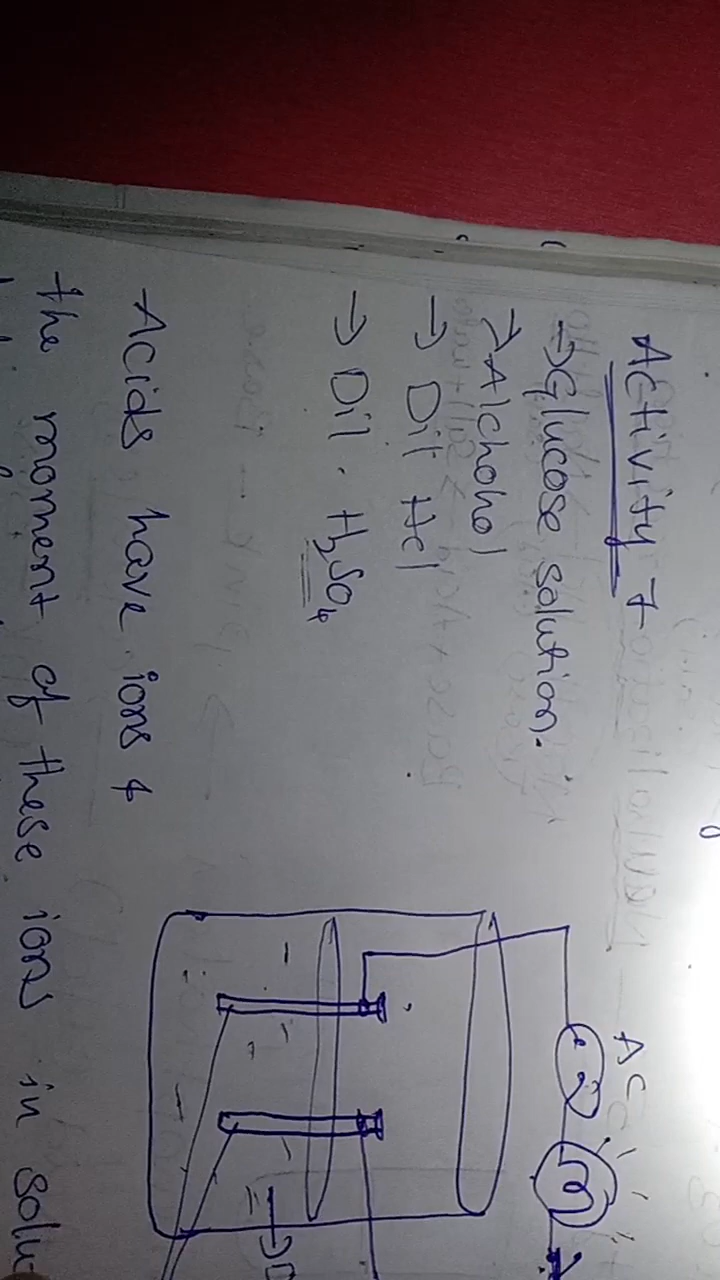 Activity 7
→ Glucose solution.
→ Alchohol
→ Dil Hcl
→ Dil. H₂SO₄
AC
Acids have ions &
the moment of these ions in solu